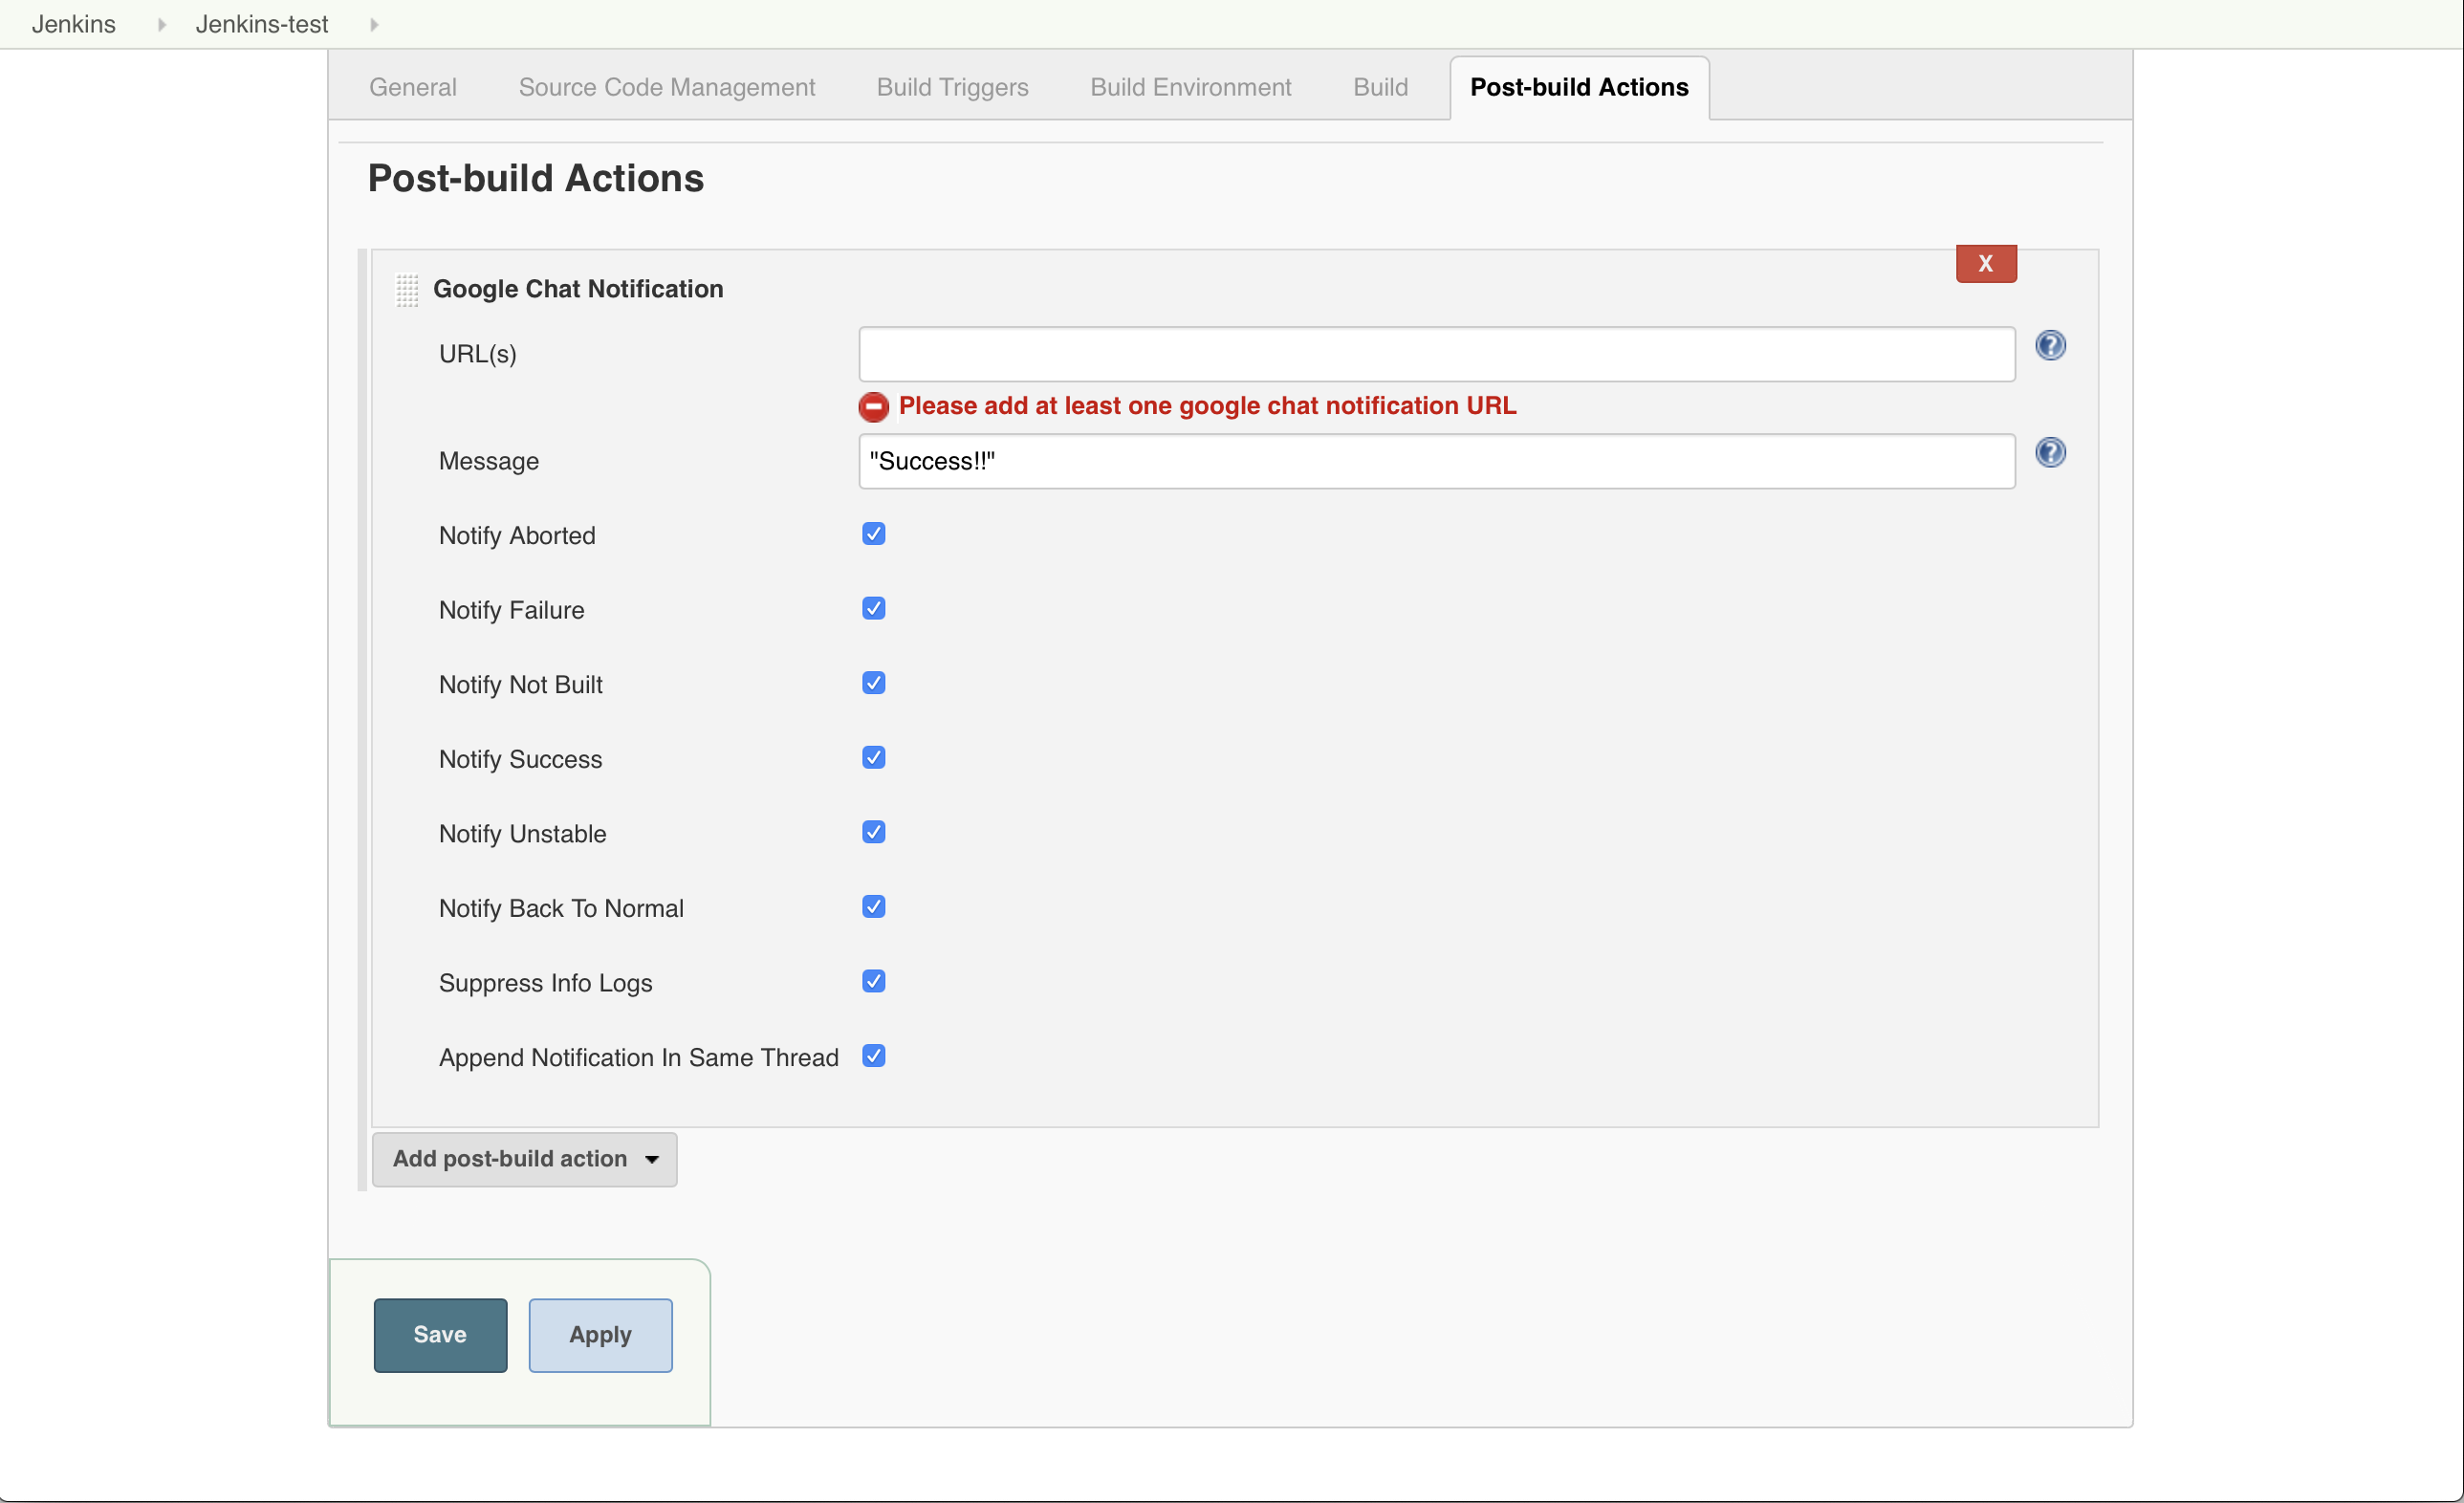 Jenkins Jenkins-test
General Source Code Management Build Triggers Build Environment Build Post-build Actions
Post-build Actions
X
Google Chat Notification
URL(s)
Please add at least one google chat notification URL
Message "Success!!"
Notify Aborted
Notify Failure
Notify Not Built
Notify Success
Notify Unstable
Notify Back To Normal
Suppress Info Logs
Append Notification In Same Thread
Add post-build action
Save Apply